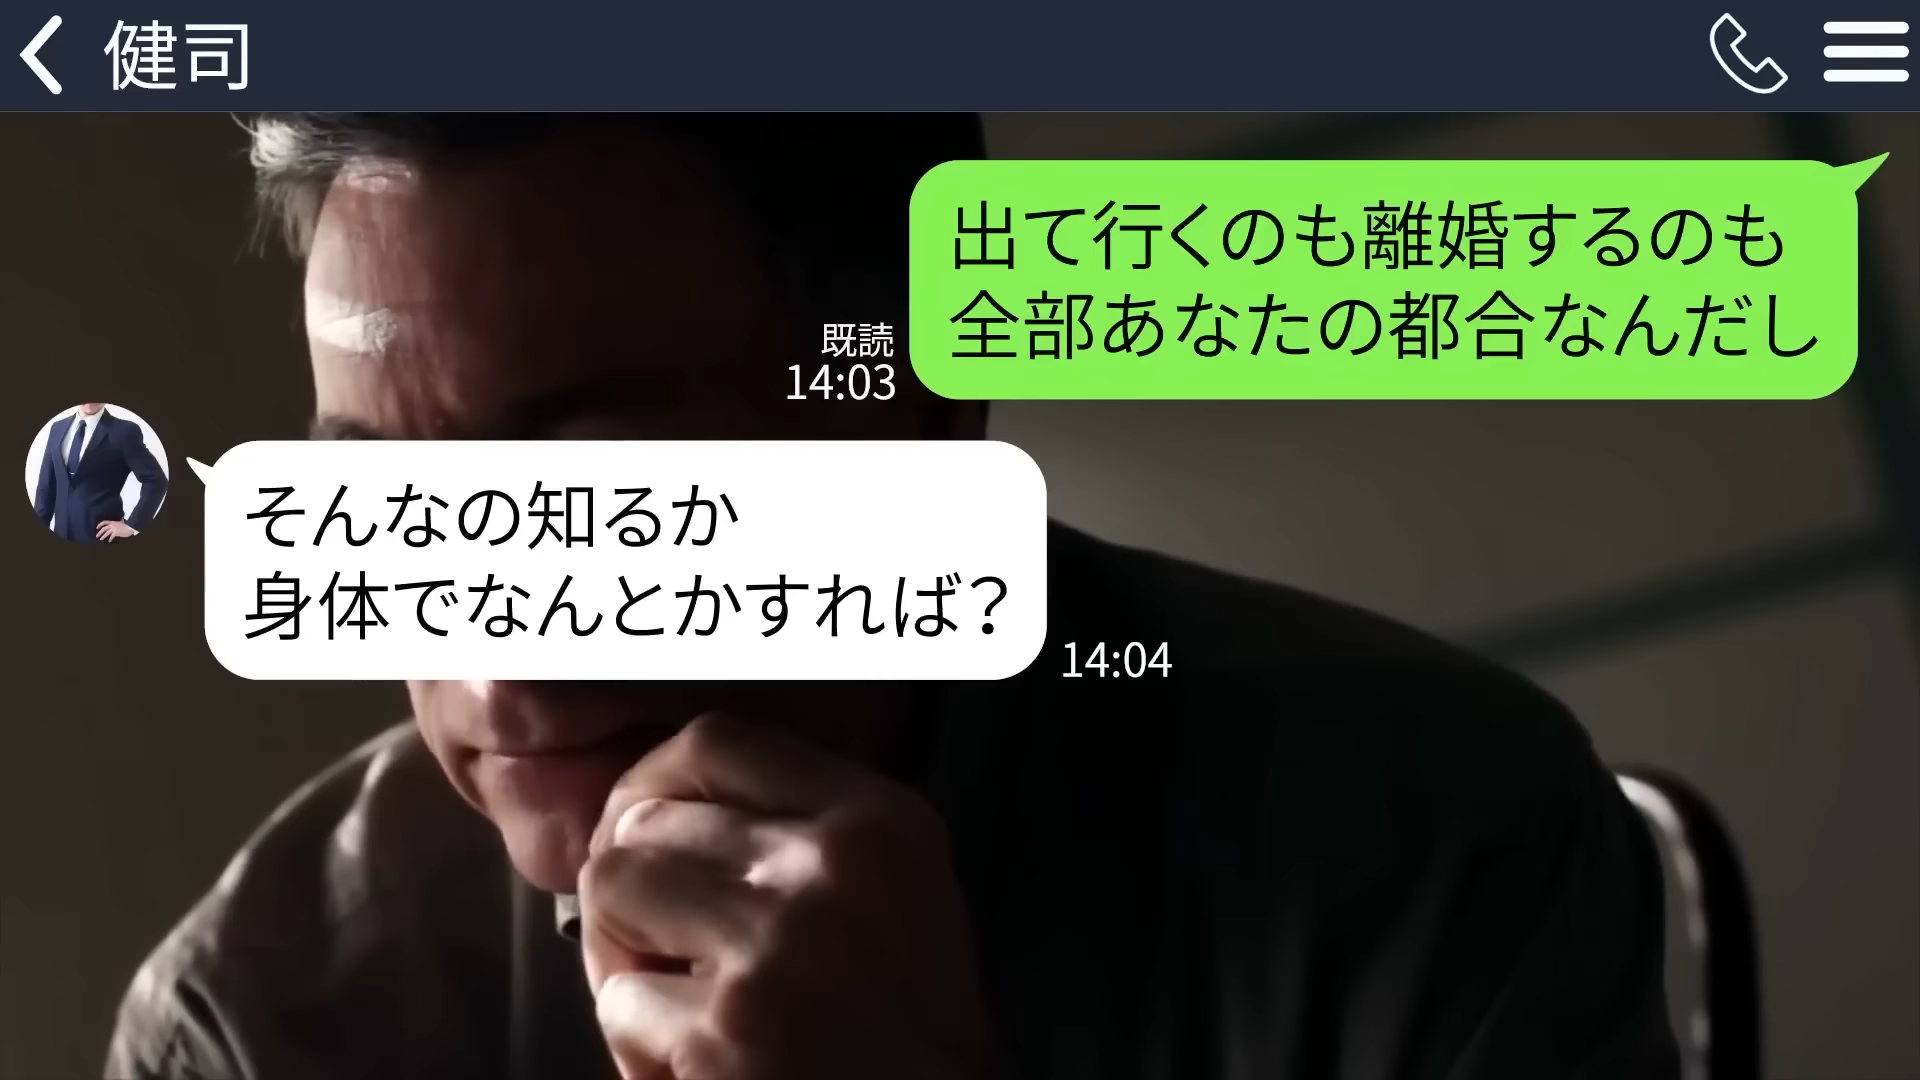 健司
出て行くのも離婚するのも
全部あなたの都合なんだし
既読
14:03
そんなの知るか
身体でなんとかすれば？
14:04